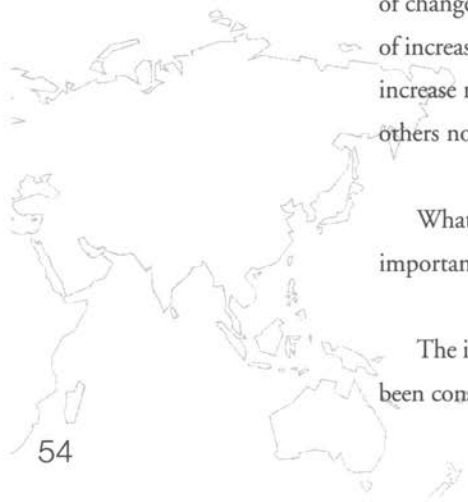 of change
of increas
increase
others no
What
importan
The i
been cons
54